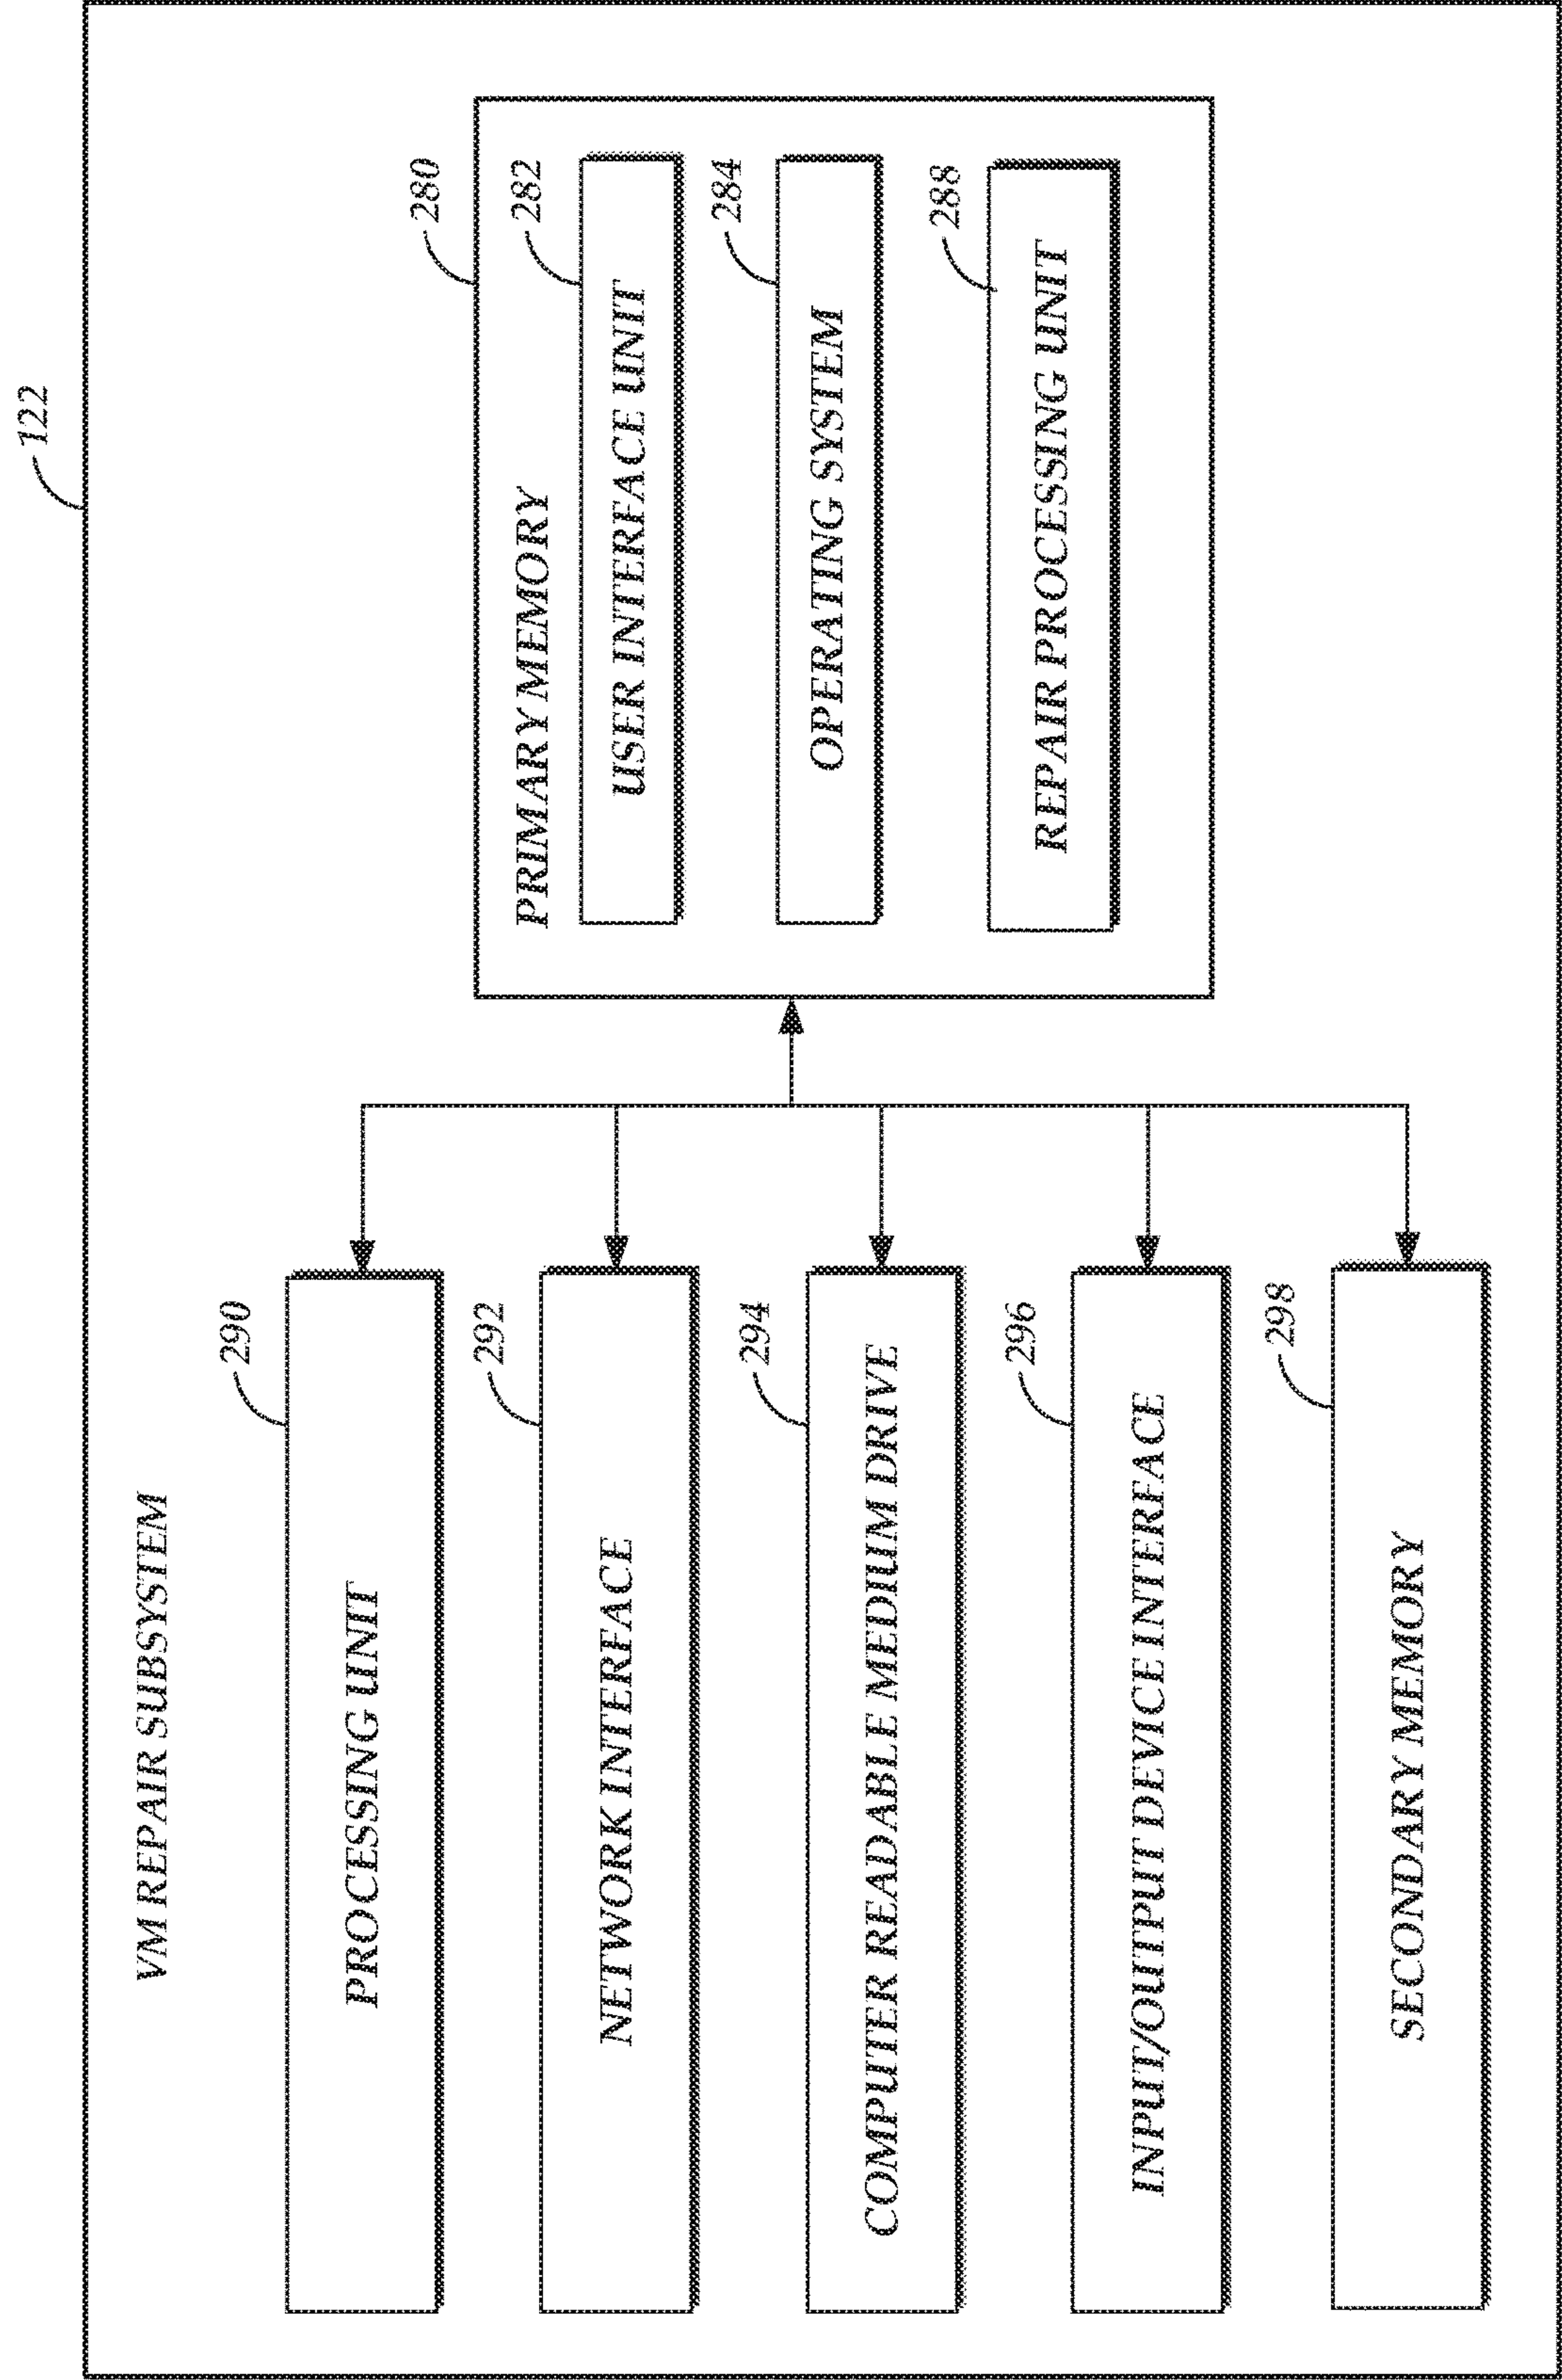 122
VM REPAIR SUBSYSTEM
290
PROCESSING UNIT
292
NETWORK INTERFACE
294
COMPUTER READABLE MEDIUM DRIVE
296
INPUT/OUTPUT DEVICE INTERFACE
298
SECONDARY MEMORY
280
PRIMARY MEMORY
282
USER INTERFACE UNIT
284
OPERATING SYSTEM
288
REPAIR PROCESSING UNIT